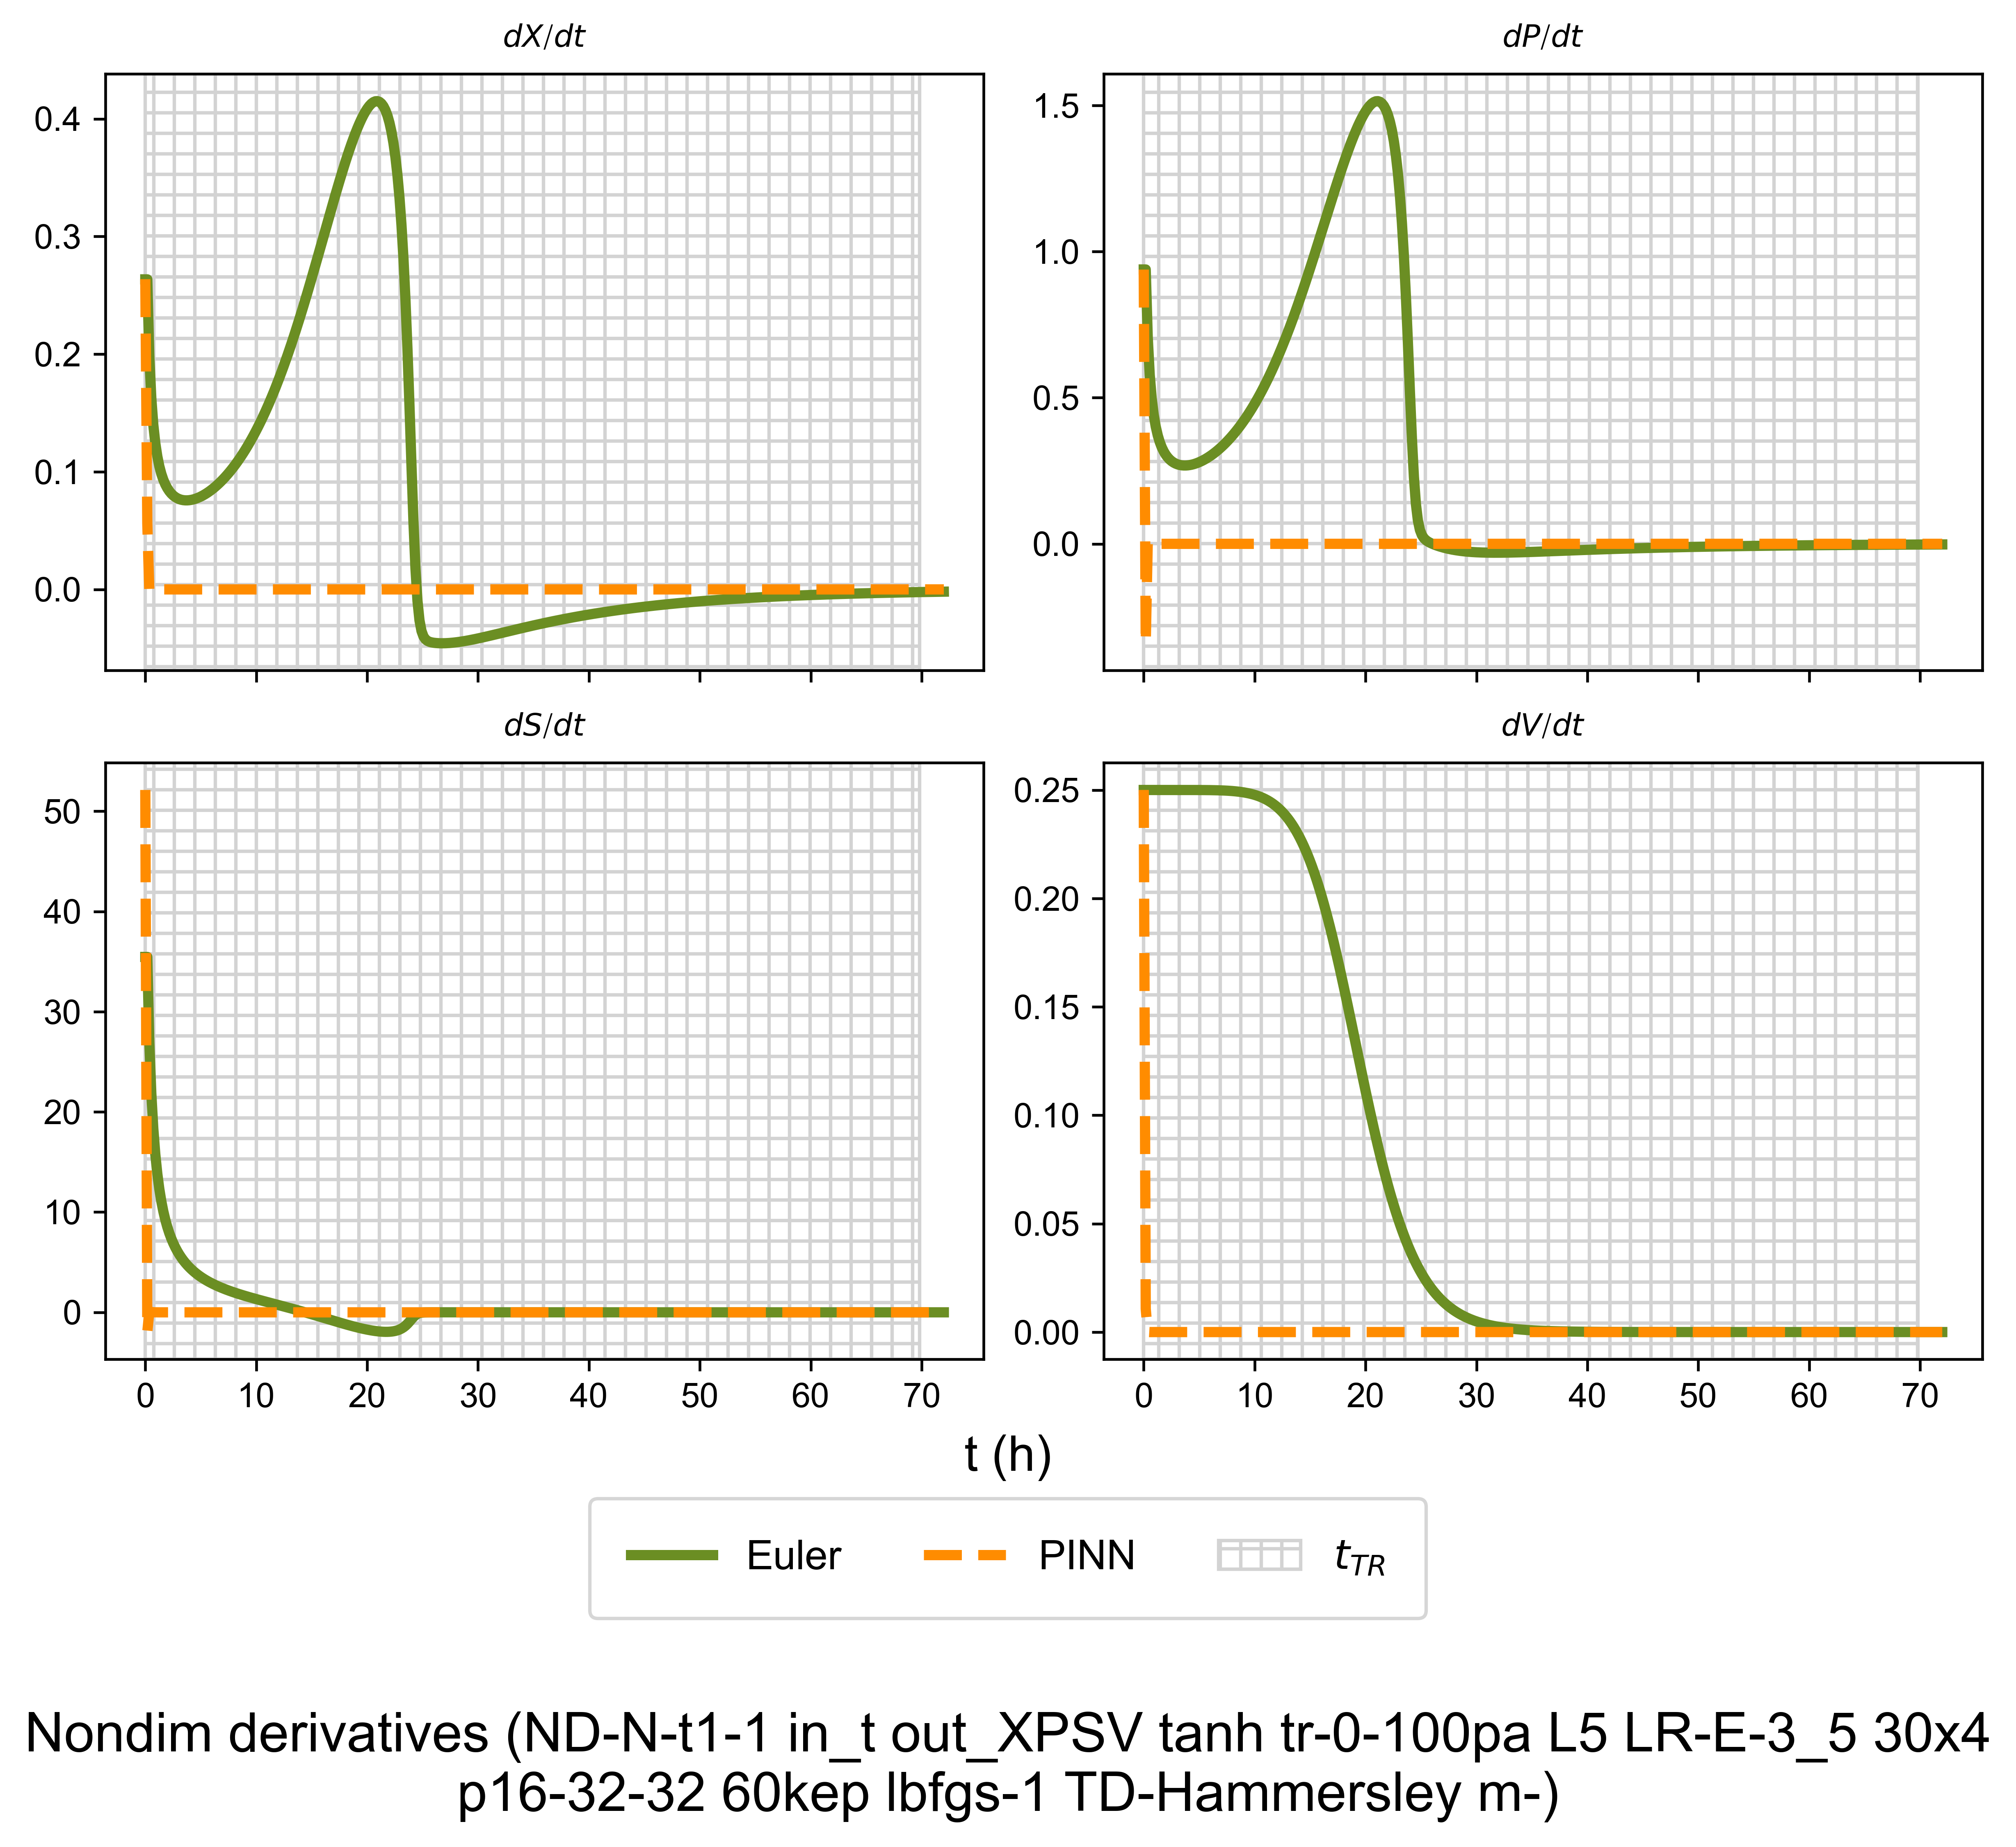 dX/dt
dP/dt
0.4
0.3
0.2
0.1
0.0
1.5
1.0
0.5
0.0
dS/dt
dV/dt
50
40
30
20
10
0
0.25
0.20
0.15
0.10
0.05
0.00
0 10 20 30 40 50 60 70
0 10 20 30 40 50 60 70
t (h)
Euler PINN t_{TR}
Nondim derivatives (ND-N-t1-1 in_t out_XPSV tanh tr-0-100pa L5 LR-E-3_5 30x4
p16-32-32 60kep lbfgs-1 TD-Hammersley m-)